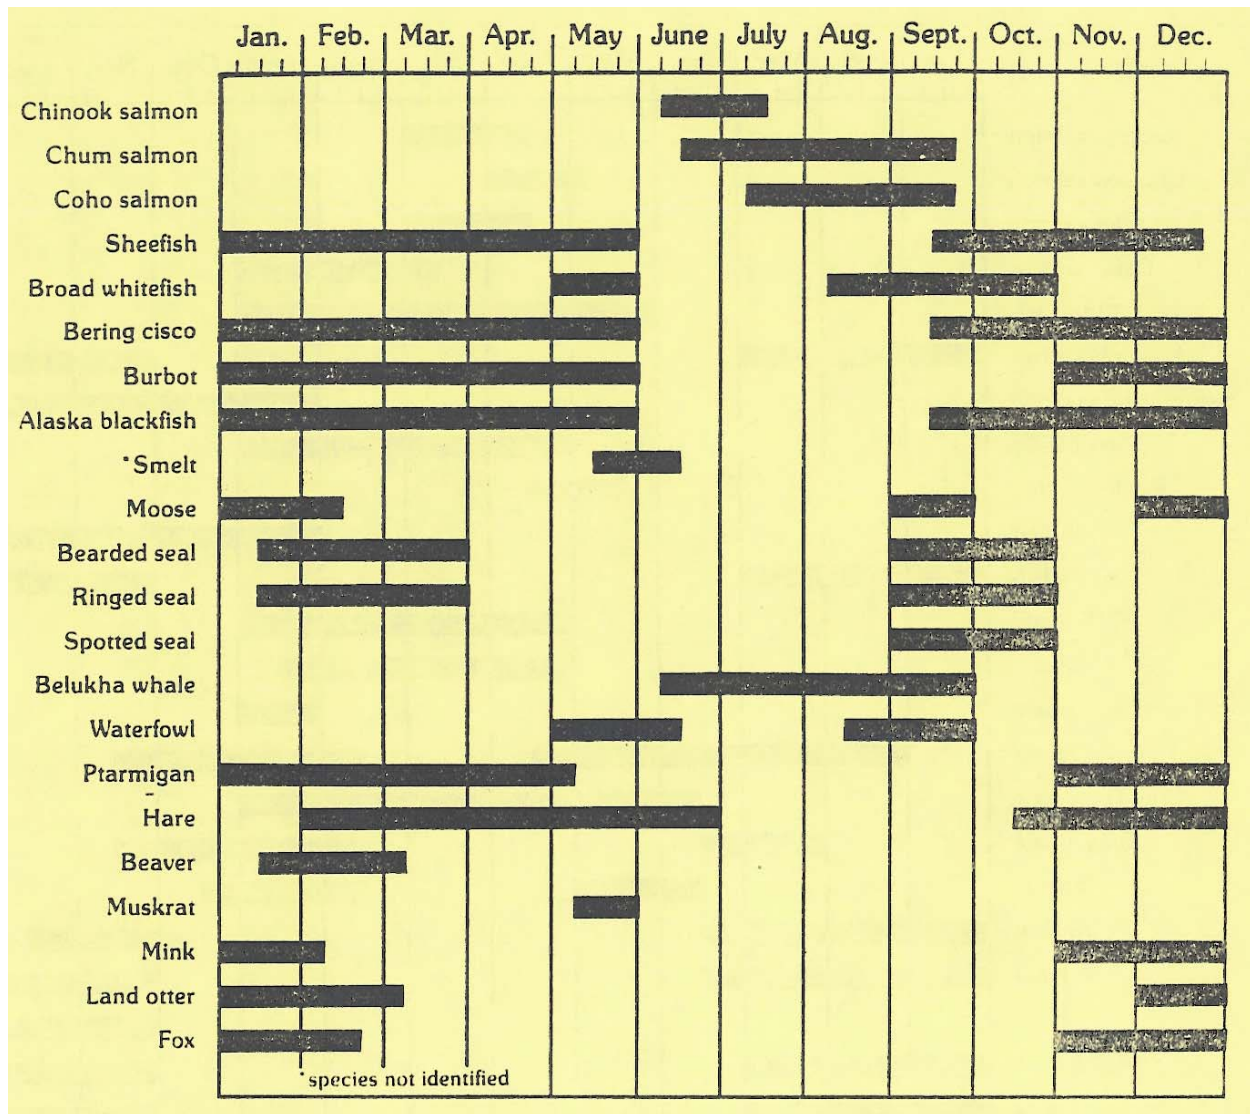 Jan. Feb. Mar. Apr. May June July Aug. Sept. Oct. Nov. Dec.
Chinook salmon
Chum salmon
Coho salmon
Sheefish
Broad whitefish
Bering cisco
Burbot
Alaska blackfish
*Smelt
Moose
Bearded seal
Ringed seal
Spotted seal
Belukha whale
Waterfowl
Ptarmigan
Hare
Beaver
Muskrat
Mink
Land otter
Fox
*species not identified